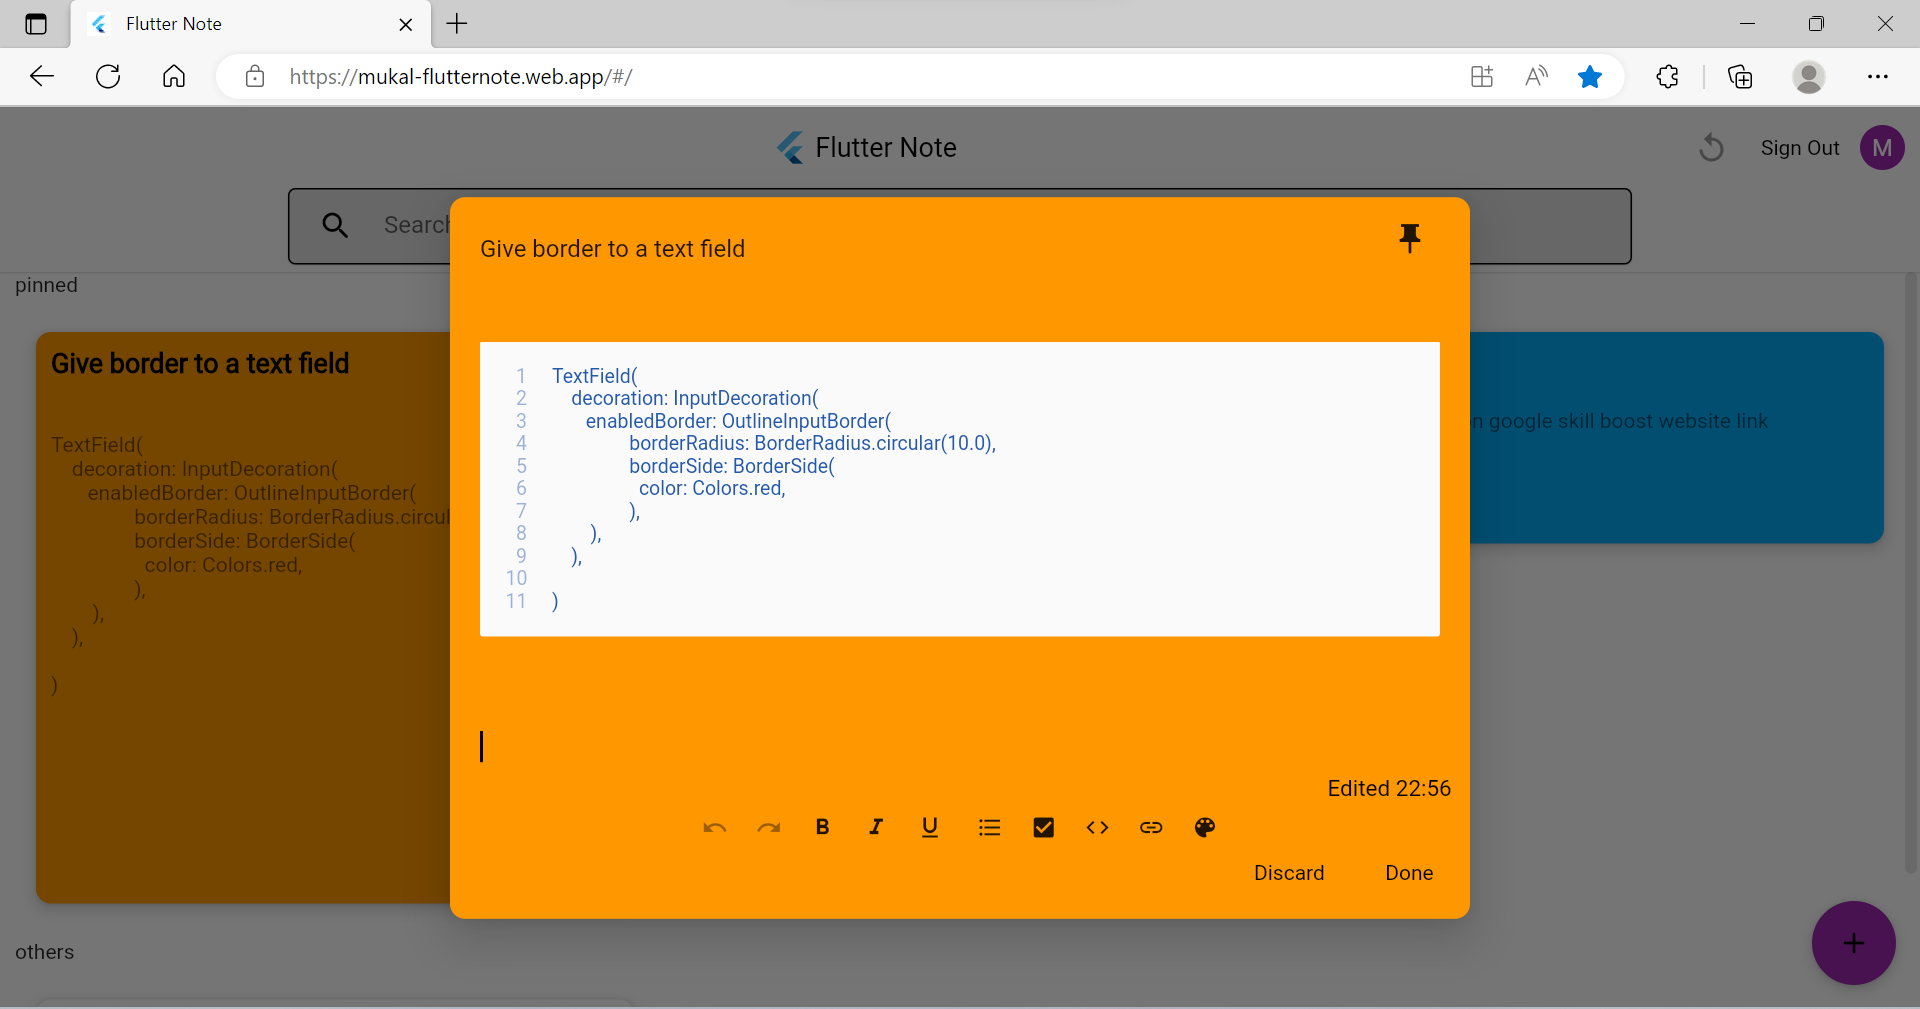 Flutter Note
https://mukal-flutternote.web.app/#/
Flutter Note
Sign Out
M
Search
pinned
Give border to a text field
TextField(
decoration: InputDecoration(
enabledBorder: OutlineInputBorder(
borderRadius: BorderRadius.circul
borderSide: BorderSide(
color: Colors.red,
),
),
),
)
Give border to a text field
1 TextField(
2 decoration: InputDecoration(
3 enabledBorder: OutlineInputBorder(
4 borderRadius: BorderRadius.circular(10.0),
5 borderSide: BorderSide(
6 color: Colors.red,
7 ),
8 ),
9 ),
10
11 )
Edited 22:56
B I U
Discard Done
google skill boost website link
others